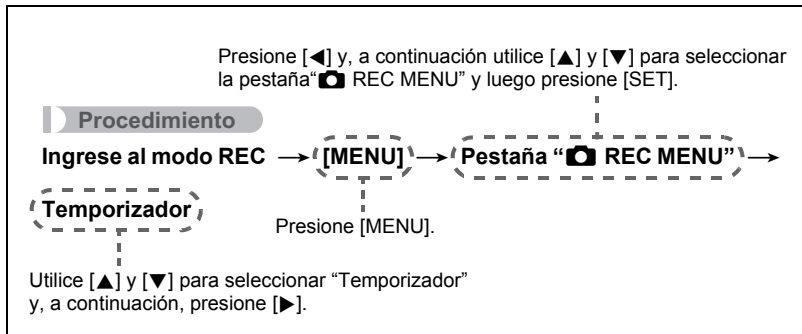 Presione [◀] y, a continuación utilice [▲] y [▼] para seleccionar
la pestaña“📷 REC MENU” y luego presione [SET].
Procedimiento
Ingrese al modo REC → [MENU] → Pestaña “📷 REC MENU” →
Temporizador
Presione [MENU].
Utilice [▲] y [▼] para seleccionar “Temporizador”
y, a continuación, presione [▶].